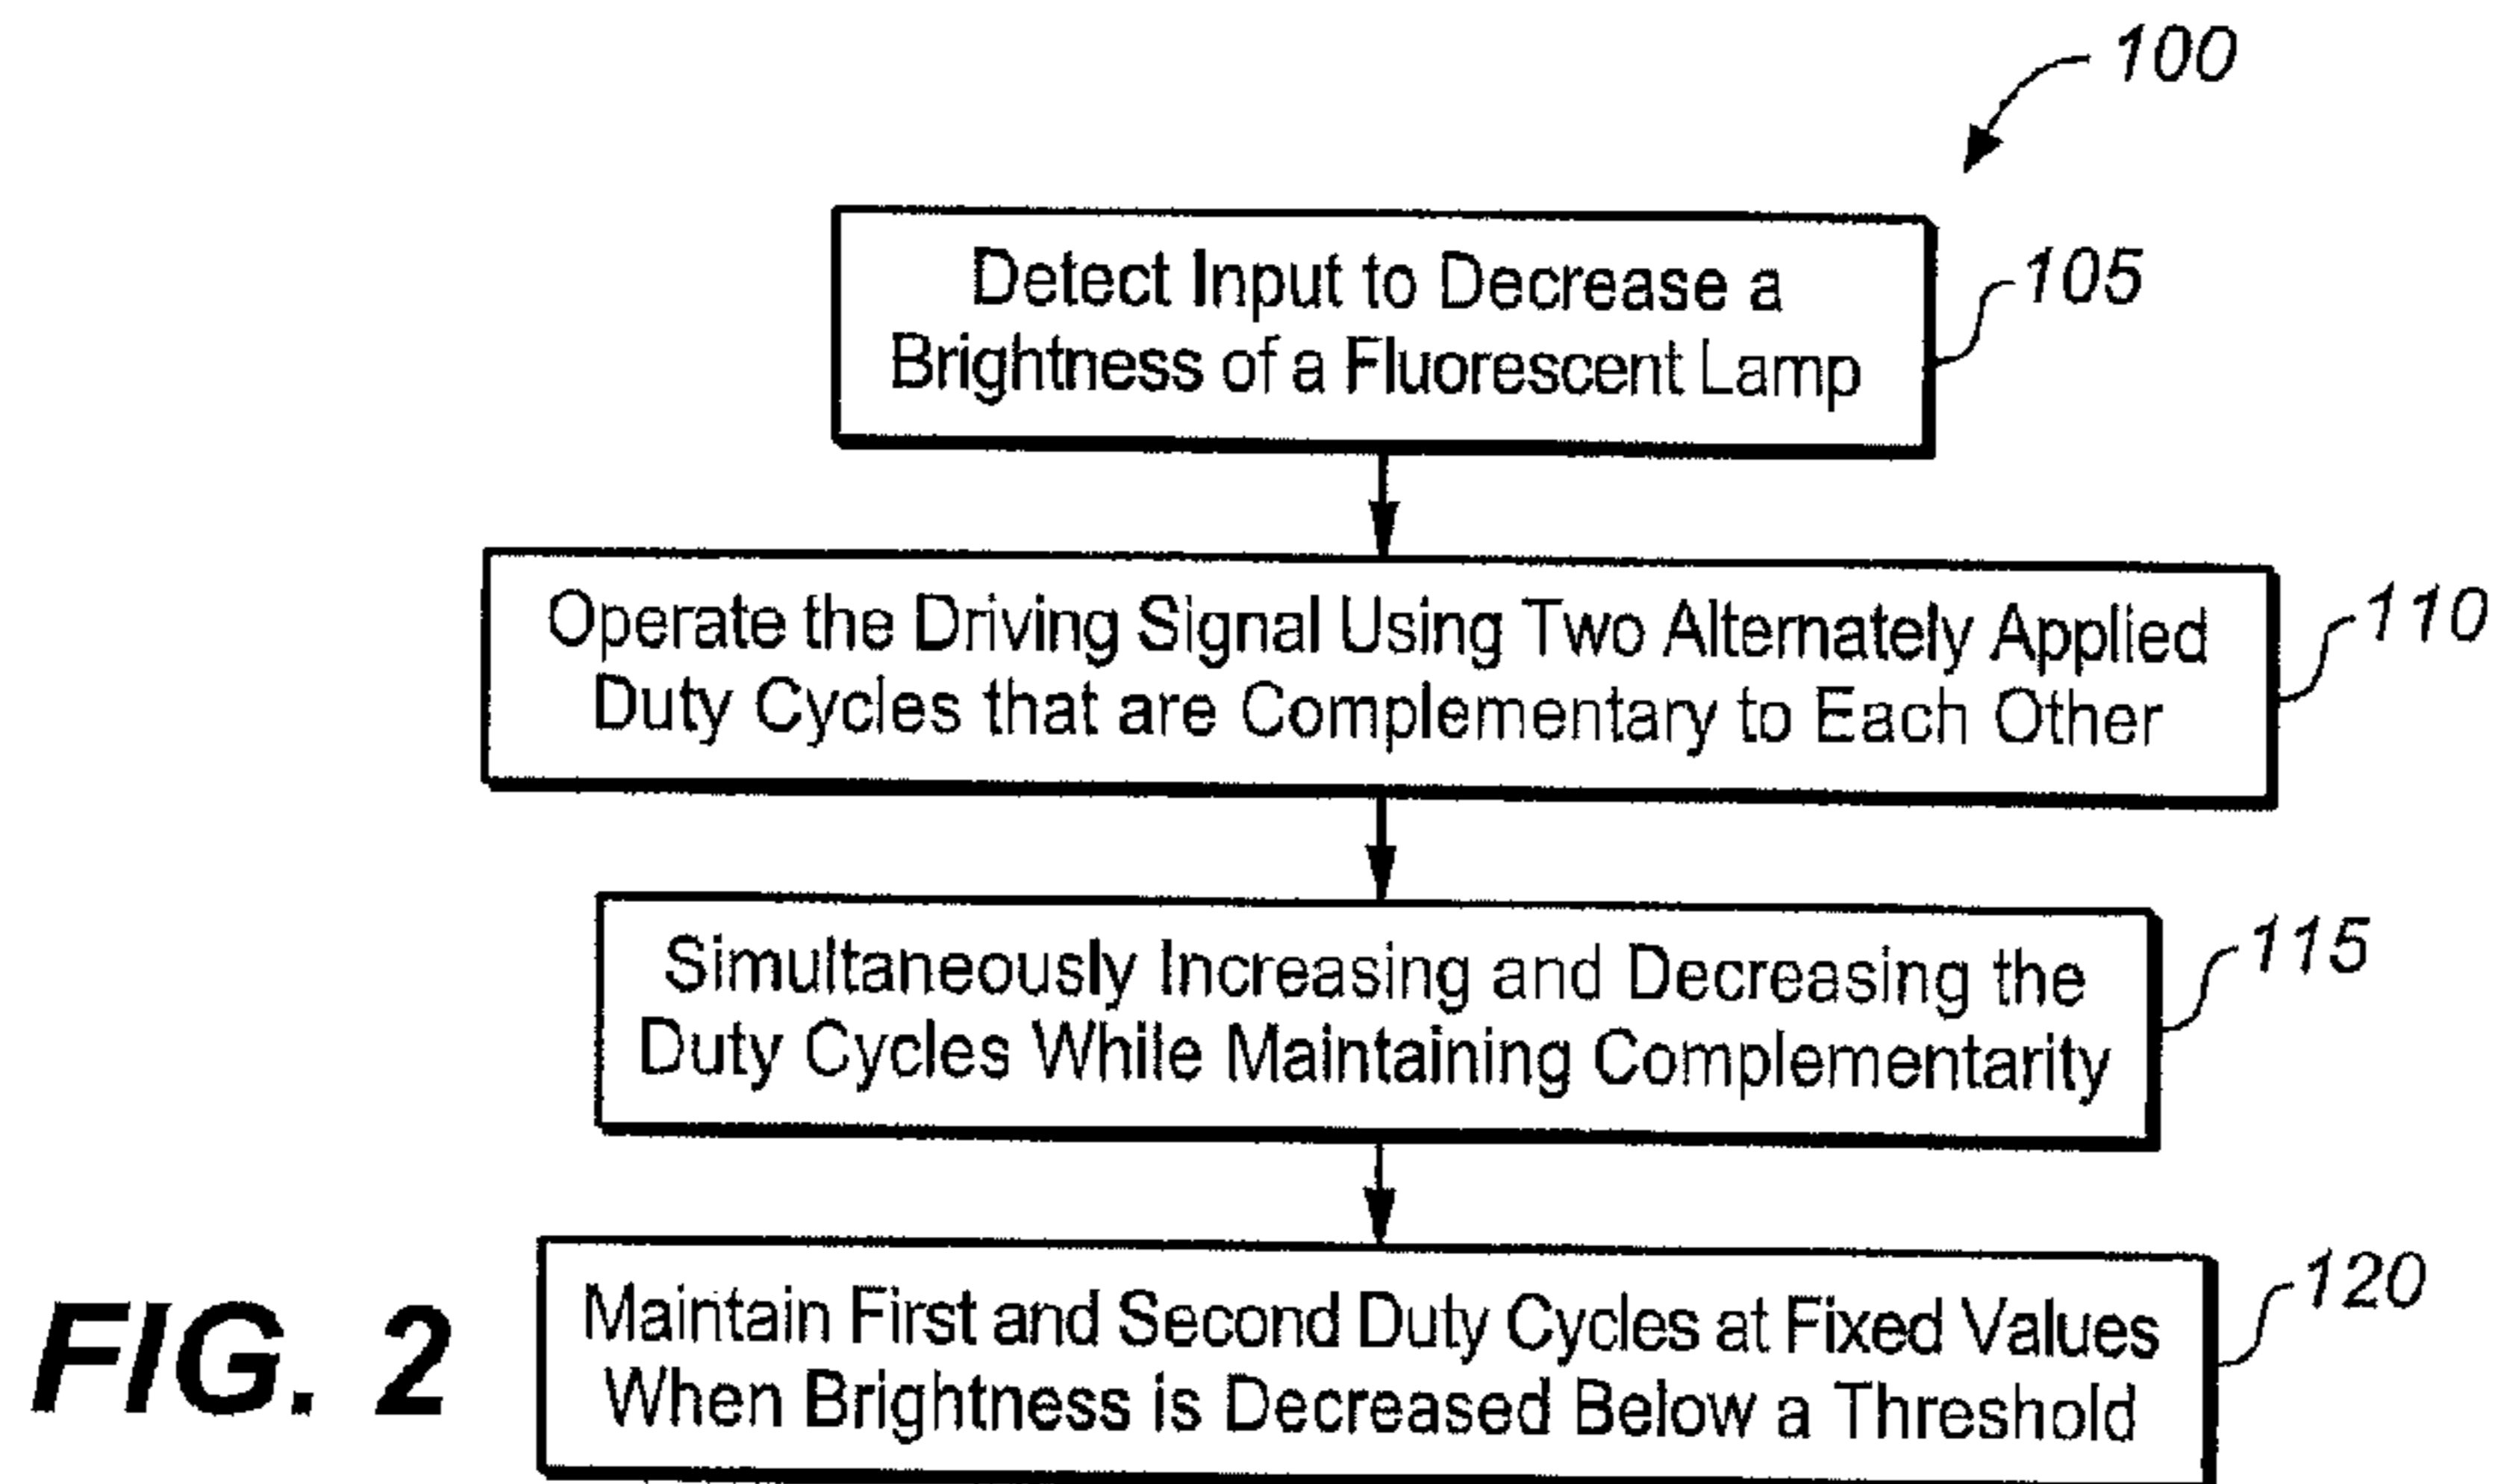 100
Detect Input to Decrease a
Brightness of a Fluorescent Lamp
105
Operate the Driving Signal Using Two Alternately Applied
Duty Cycles that are Complementary to Each Other
110
Simultaneously Increasing and Decreasing the
Duty Cycles While Maintaining Complementarity
115
Maintain First and Second Duty Cycles at Fixed Values
When Brightness is Decreased Below a Threshold
120
FIG. 2